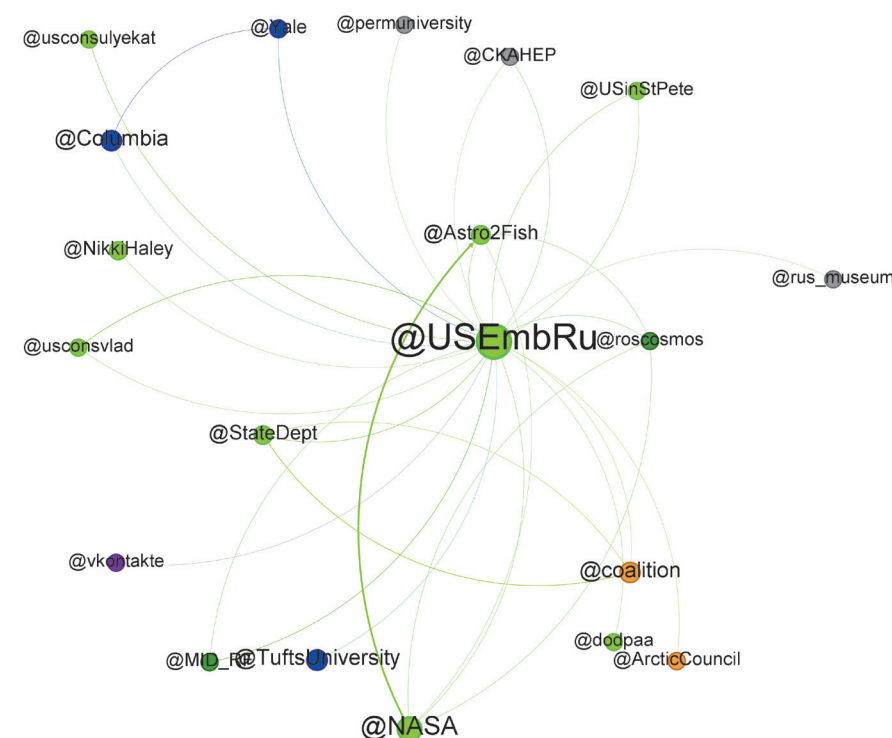 @Yale
@permuniversity
@usconsulyekat
@CKAHEP
@USinStPete
@Columbia
@Astro2Fish
@NikkiHaley
@rus_museum
@USEmbRu
@roscosmos
@usconsvlad
@StateDept
@vkontakte
@coalition
@dodpaa
@MID_RF
@TuftsUniversity
@ArcticCouncil
@NASA